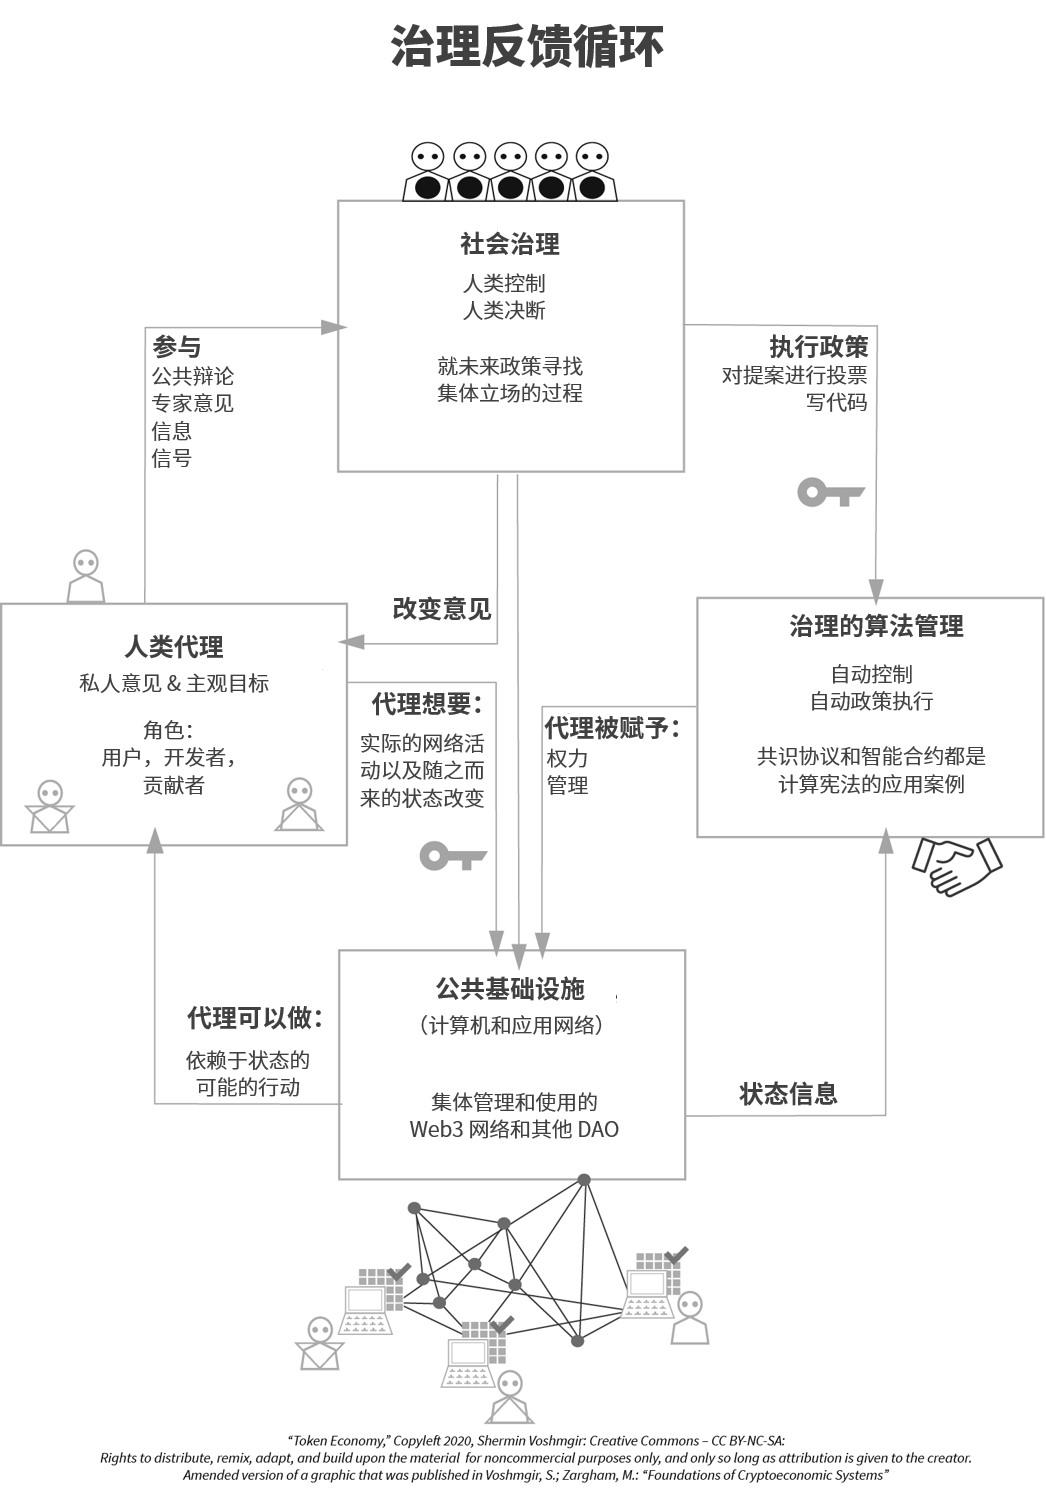 治理反馈循环
社会治理
人类控制
人类决断
就未来政策寻找
集体立场的过程
参与
公共辩论
专家意见
信息
信号
执行政策
对提案进行投票
写代码
改变意见
人类代理
私人意见 & 主观目标
角色：
用户，开发者，
贡献者
治理的算法管理
自动控制
自动政策执行
共识协议和智能合约都是
计算宪法的应用案例
代理想要：
实际的网络活
动以及随之而
来的状态改变
代理被赋予：
权力
管理
公共基础设施
（计算机和应用网络）
集体管理和使用的
Web3 网络和其他 DAO
代理可以做：
依赖于状态的
可能的行动
状态信息
“Token Economy,” Copyleft 2020, Shermin Voshmgir: Creative Commons – CC BY-NC-SA:
Rights to distribute, remix, adapt, and build upon the material for noncommercial purposes only, and only so long as attribution is given to the creator.
Amended version of a graphic that was published in Voshmgir, S.; Zargham, M.: “Foundations of Cryptoeconomic Systems”